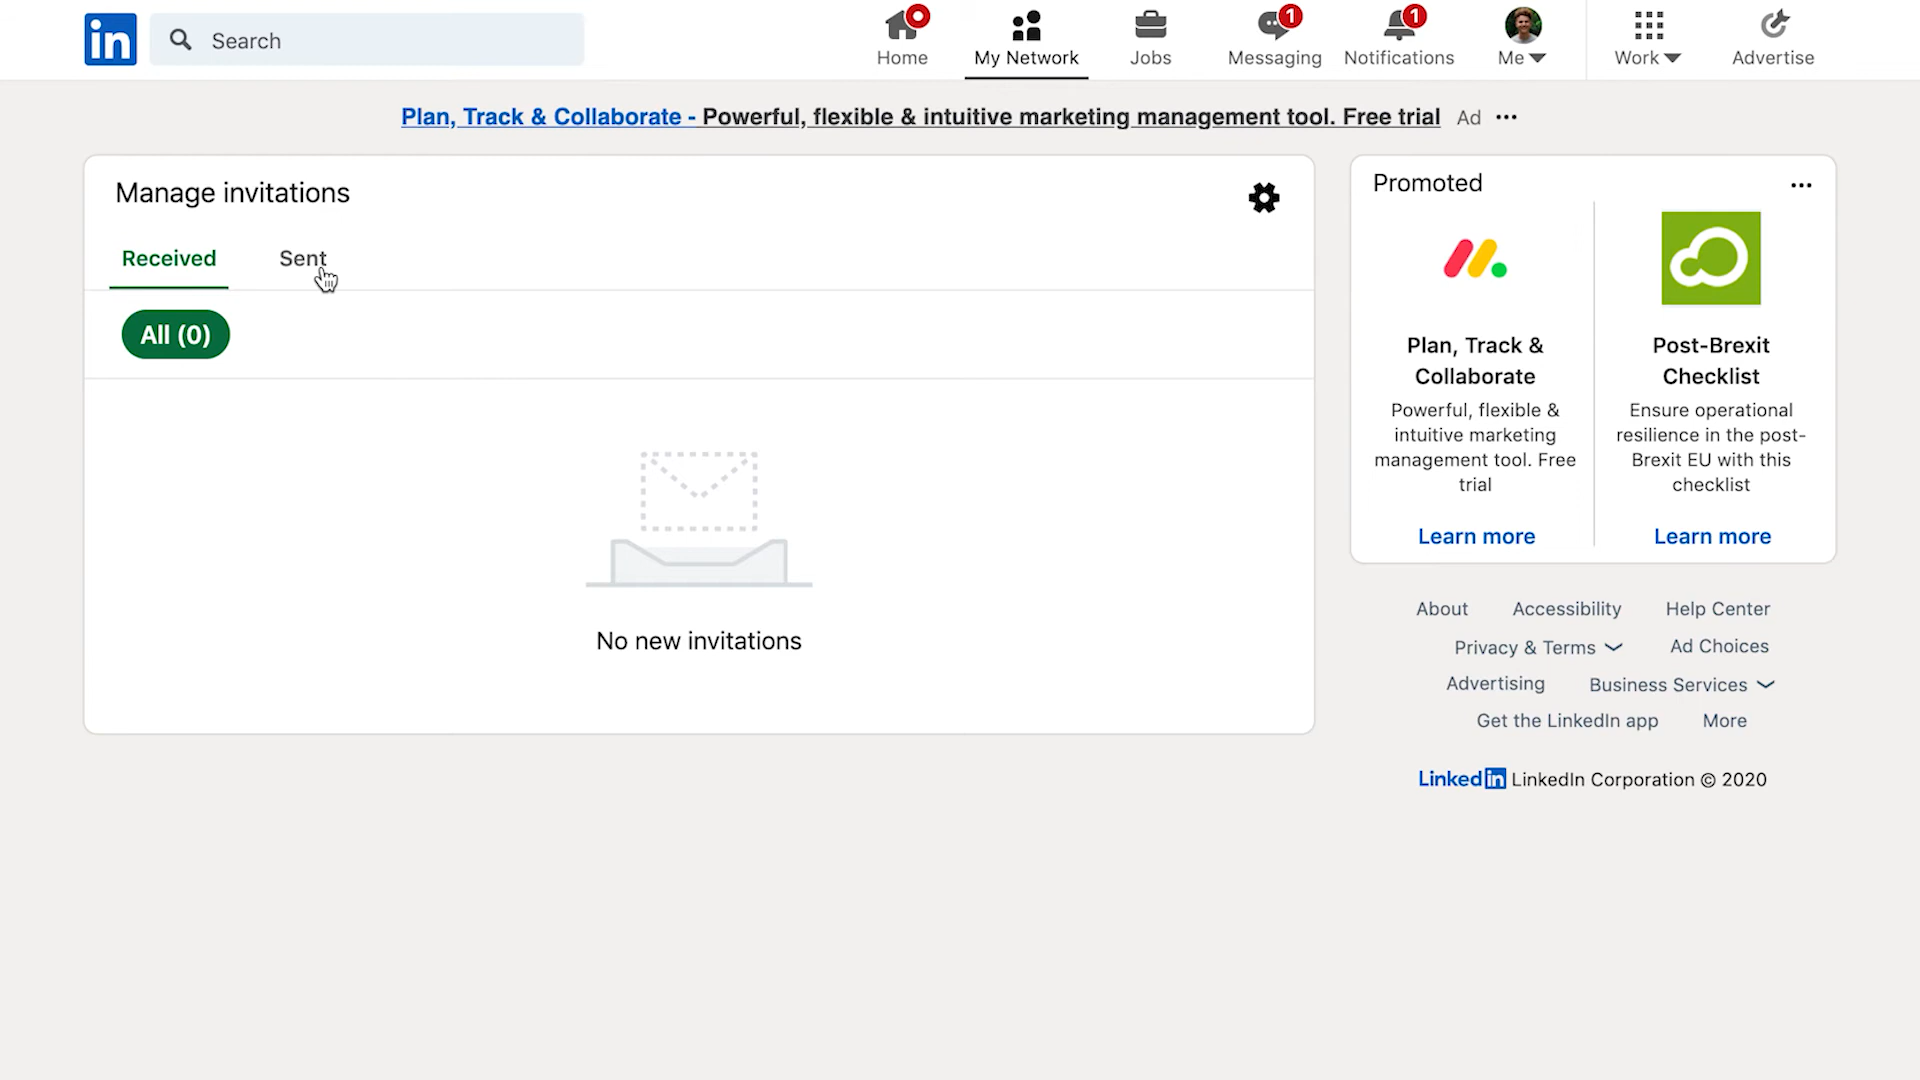 in
Search
Home
My Network
Jobs
1
Messaging
1
Notifications
Me
Work
Advertise
Plan, Track & Collaborate - Powerful, flexible & intuitive marketing management tool. Free trial Ad
Manage invitations
Received
Sent
All (0)
No new invitations
Promoted
Plan, Track &
Collaborate
Powerful, flexible &
intuitive marketing
management tool. Free
trial
Learn more
Post-Brexit
Checklist
Ensure operational
resilience in the post-
Brexit EU with this
checklist
Learn more
About Accessibility Help Center
Privacy & Terms Ad Choices
Advertising Business Services
Get the LinkedIn app More
LinkedIn LinkedIn Corporation © 2020